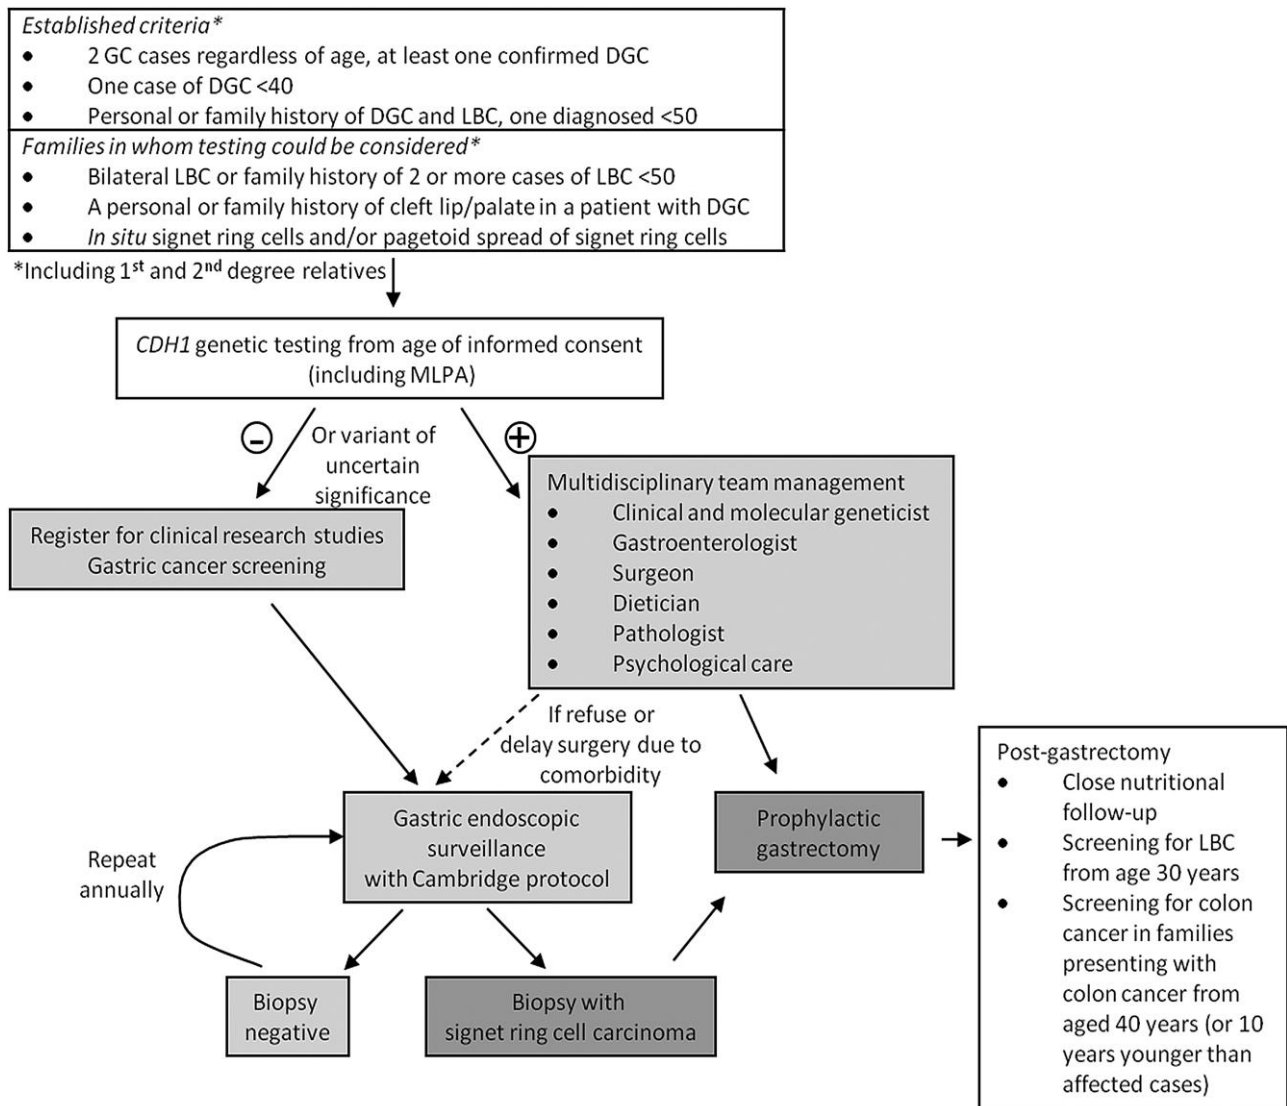 Established criteria*
● 2 GC cases regardless of age, at least one confirmed DGC
● One case of DGC <40
● Personal or family history of DGC and LBC, one diagnosed <50
Families in whom testing could be considered*
● Bilateral LBC or family history of 2 or more cases of LBC <50
● A personal or family history of cleft lip/palate in a patient with DGC
● In situ signet ring cells and/or pagetoid spread of signet ring cells
*Including 1st and 2nd degree relatives
CDH1 genetic testing from age of informed consent
(including MLPA)
-
Or variant of
uncertain
significance
+
Register for clinical research studies
Gastric cancer screening
Multidisciplinary team management
● Clinical and molecular geneticist
● Gastroenterologist
● Surgeon
● Dietician
● Pathologist
● Psychological care
If refuse or
delay surgery due to
comorbidity
Gastric endoscopic
surveillance
with Cambridge protocol
Repeat
annually
Biopsy
negative
Biopsy with
signet ring cell carcinoma
Prophylactic
gastrectomy
Post-gastrectomy
● Close nutritional
follow-up
● Screening for LBC
from age 30 years
● Screening for colon
cancer in families
presenting with
colon cancer from
aged 40 years (or 10
years younger than
affected cases)